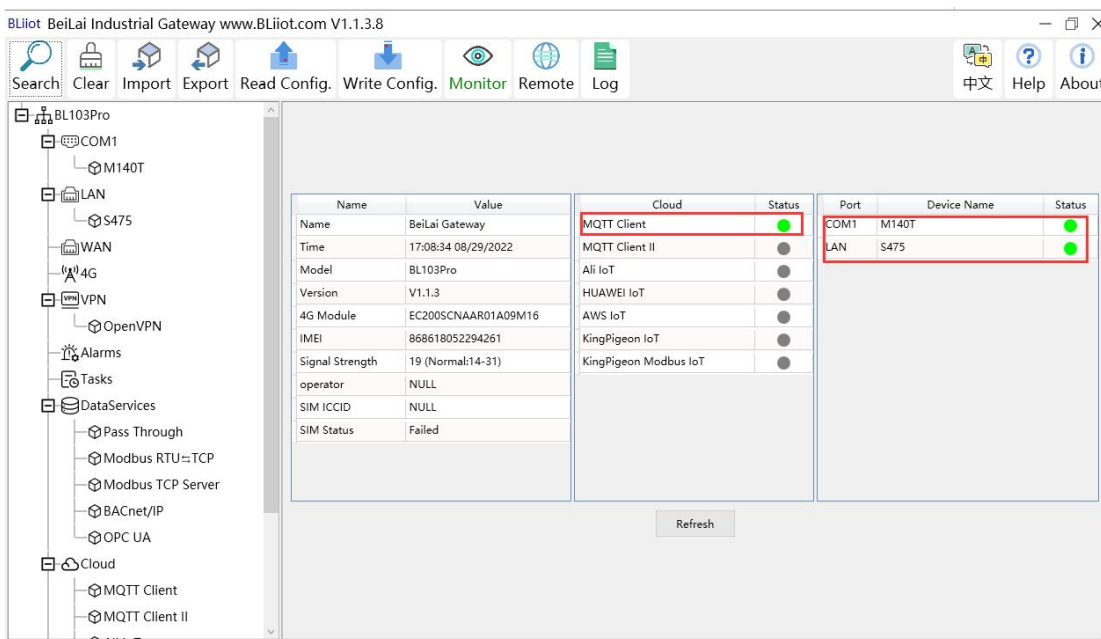 BLiiot BeiLai Industrial Gateway www.BLiiot.com V1.1.3.8
Search Clear Import Export Read Config. Write Config. Monitor Remote Log 中文 Help About
BL103Pro
COM1
M140T
LAN
S475
WAN
4G
VPN
OpenVPN
Alarms
Tasks
DataServices
Pass Through
Modbus RTU⇆TCP
Modbus TCP Server
BACnet/IP
OPC UA
Cloud
MQTT Client
MQTT Client II
Name Value
Name BeiLai Gateway
Time 17:08:34 08/29/2022
Model BL103Pro
Version V1.1.3
4G Module EC200SCNAAR01A09M16
IMEI 868618052294261
Signal Strength 19 (Normal:14-31)
operator NULL
SIM ICCID NULL
SIM Status Failed
Cloud Status
MQTT Client
MQTT Client II
Ali IoT
HUAWEI IoT
AWS IoT
KingPigeon IoT
KingPigeon Modbus IoT
Port Device Name Status
COM1 M140T
LAN S475
Refresh